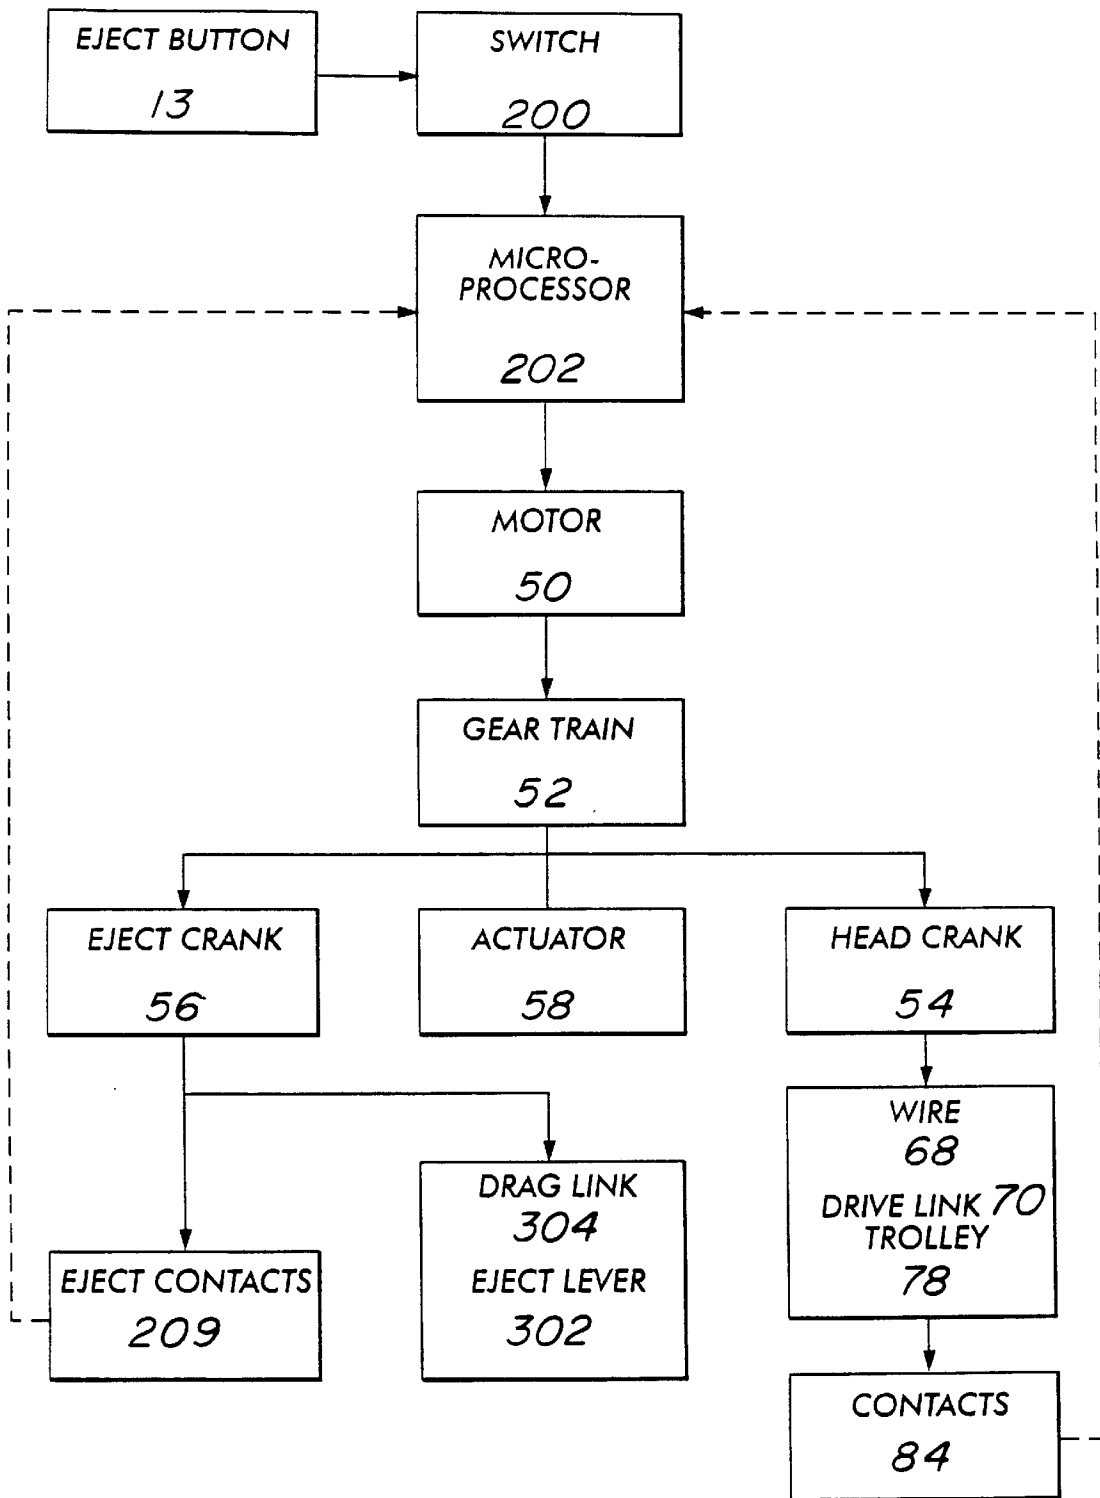 EJECT BUTTON
13
SWITCH
200
MICRO-
PROCESSOR
202
MOTOR
50
GEAR TRAIN
52
EJECT CRANK
56
ACTUATOR
58
HEAD CRANK
54
WIRE
68
DRIVE LINK 70
TROLLEY
78
DRAG LINK
304
EJECT LEVER
302
EJECT CONTACTS
209
CONTACTS
84